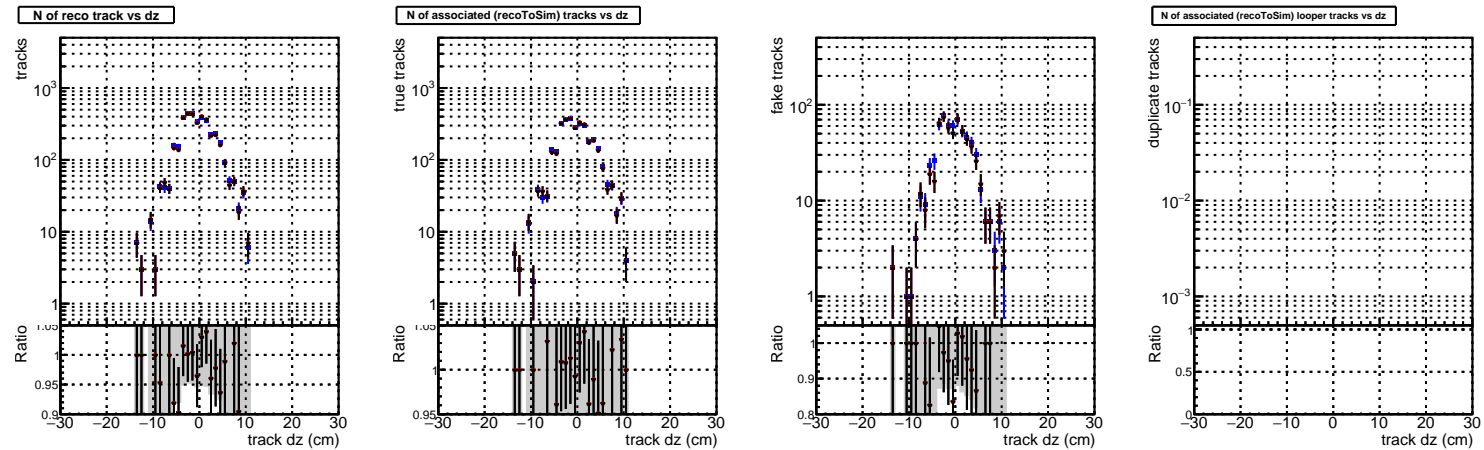 N of reco track vs dz
tracks
10³
10²
10
1
Ratio
1.05
1
0.95
0.9
−30 −20 −10 0 10 20 30
track dz (cm)
N of associated (recoToSim) tracks vs dz
true tracks
10³
10²
10
1
Ratio
1.05
1
0.95
−30 −20 −10 0 10 20 30
track dz (cm)
fake tracks
10²
10
1
Ratio
1
0.9
0.8
−30 −20 −10 0 10 20 30
track dz (cm)
N of associated (recoToSim) looper tracks vs dz
duplicate tracks
10⁻¹
10⁻²
10⁻³
Ratio
1
0.5
0
−30 −20 −10 0 10 20 30
track dz (cm)